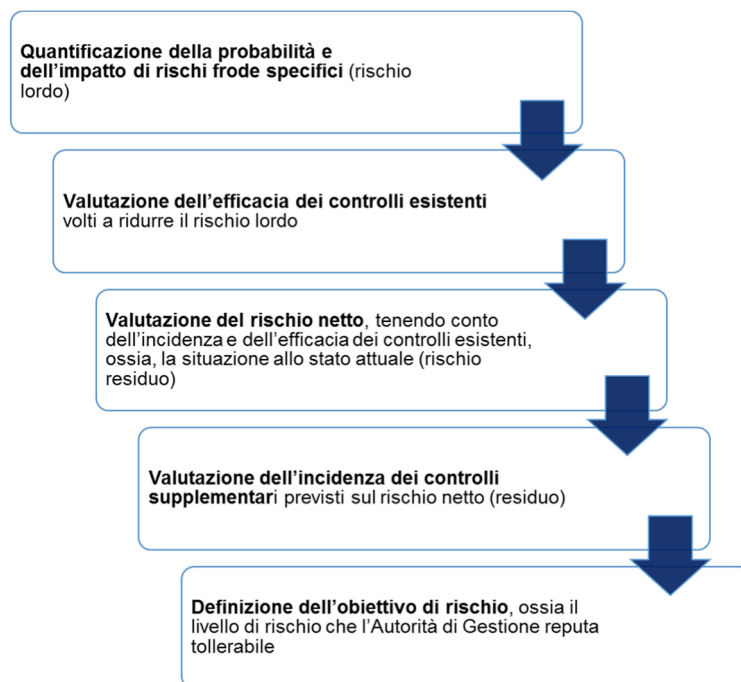 Quantificazione della probabilità e
dell’impatto di rischi frode specifici (rischio
lordo)
Valutazione dell’efficacia dei controlli esistenti
volti a ridurre il rischio lordo
Valutazione del rischio netto, tenendo conto
dell’incidenza e dell’efficacia dei controlli esistenti,
ossia, la situazione allo stato attuale (rischio
residuo)
Valutazione dell’incidenza dei controlli
supplementari previsti sul rischio netto (residuo)
Definizione dell’obiettivo di rischio, ossia il
livello di rischio che l’Autorità di Gestione reputa
tollerabile